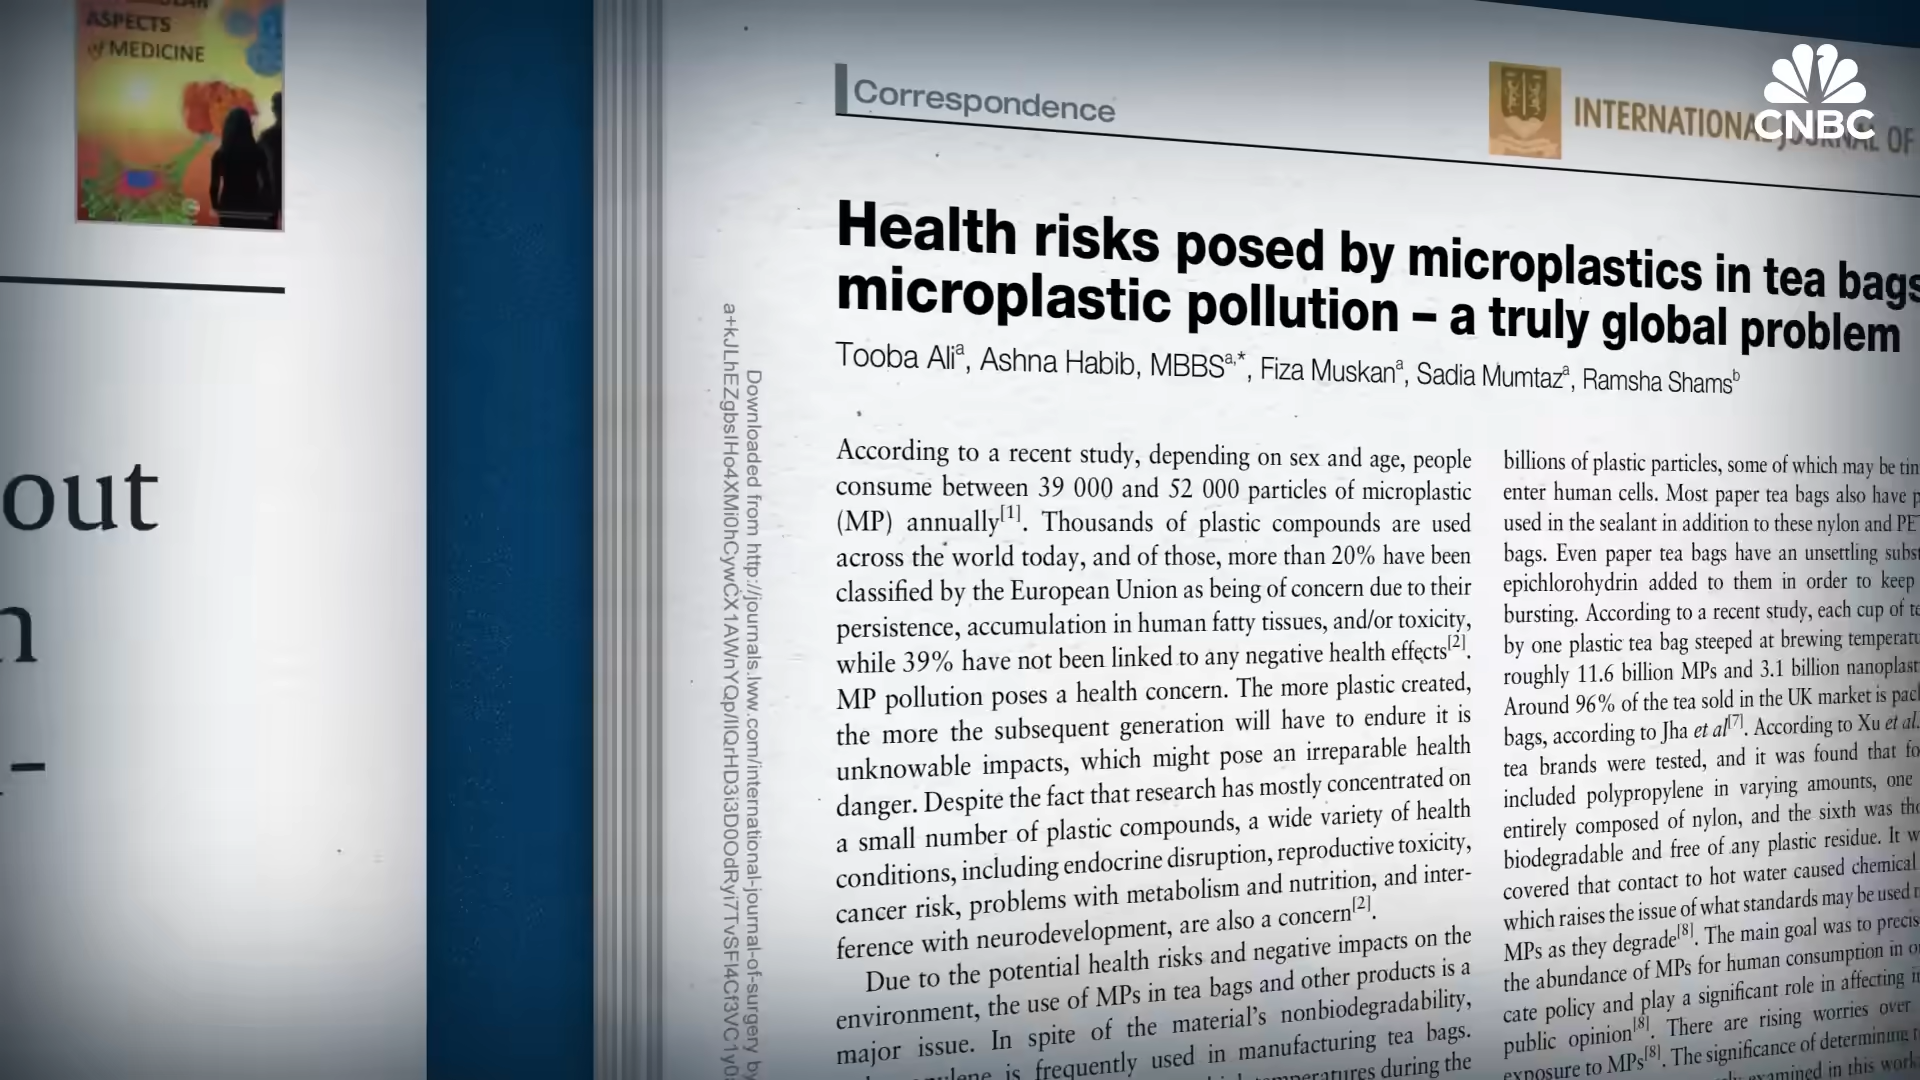 ASPECTS
of MEDICINE
out
n
-
Correspondence
INTERNATIONAL JOURNAL OF
CNBC
Health risks posed by microplastics in tea bags
microplastic pollution – a truly global problem
Tooba Aliᵃ, Ashna Habib, MBBSᵃ,*, Fiza Muskanᵃ, Sadia Mumtazᵃ, Ramsha Shamsᵇ
Downloaded from http://journals.lww.com/international-journal-of-surgery by
According to a recent study, depending on sex and age, people
consume between 39 000 and 52 000 particles of microplastic
(MP) annually[1]. Thousands of plastic compounds are used
across the world today, and of those, more than 20% have been
classified by the European Union as being of concern due to their
persistence, accumulation in human fatty tissues, and/or toxicity,
while 39% have not been linked to any negative health effects[2].
MP pollution poses a health concern. The more plastic created,
the more the subsequent generation will have to endure it is
unknowable impacts, which might pose an irreparable health
danger. Despite the fact that research has mostly concentrated on
a small number of plastic compounds, a wide variety of health
conditions, including endocrine disruption, reproductive toxicity,
cancer risk, problems with metabolism and nutrition, and inter-
ference with neurodevelopment, are also a concern[2].
Due to the potential health risks and negative impacts on the
environment, the use of MPs in tea bags and other products is a
major issue. In spite of the material's nonbiodegradability,
is frequently used in manufacturing tea bags.
during the
billions of plastic particles, some of which may be
enter human cells. Most paper tea bags also have
used in the sealant in addition to these nylon and
bags. Even paper tea bags have an unsettling
epichlorohydrin added to them in order to keep
bursting. According to a recent study, each cup of
by one plastic tea bag steeped at brewing
roughly 11.6 billion MPs and 3.1 billion
Around 96% of the tea sold in the UK market is
bags, according to Jha et al[7]. According to Xu et al.
tea brands were tested, and it was found that
included polypropylene in varying amounts, one
entirely composed of nylon, and the sixth was
biodegradable and free of any plastic residue. It
covered that contact to hot water caused chemical
which raises the issue of what standards may be used
MPs as they degrade[8]. The main goal was to
the abundance of MPs for human consumption in
cate policy and play a significant role in affecting
public opinion[8]. There are rising worries over
exposure to MPs[8]. The significance of determining
examined in this